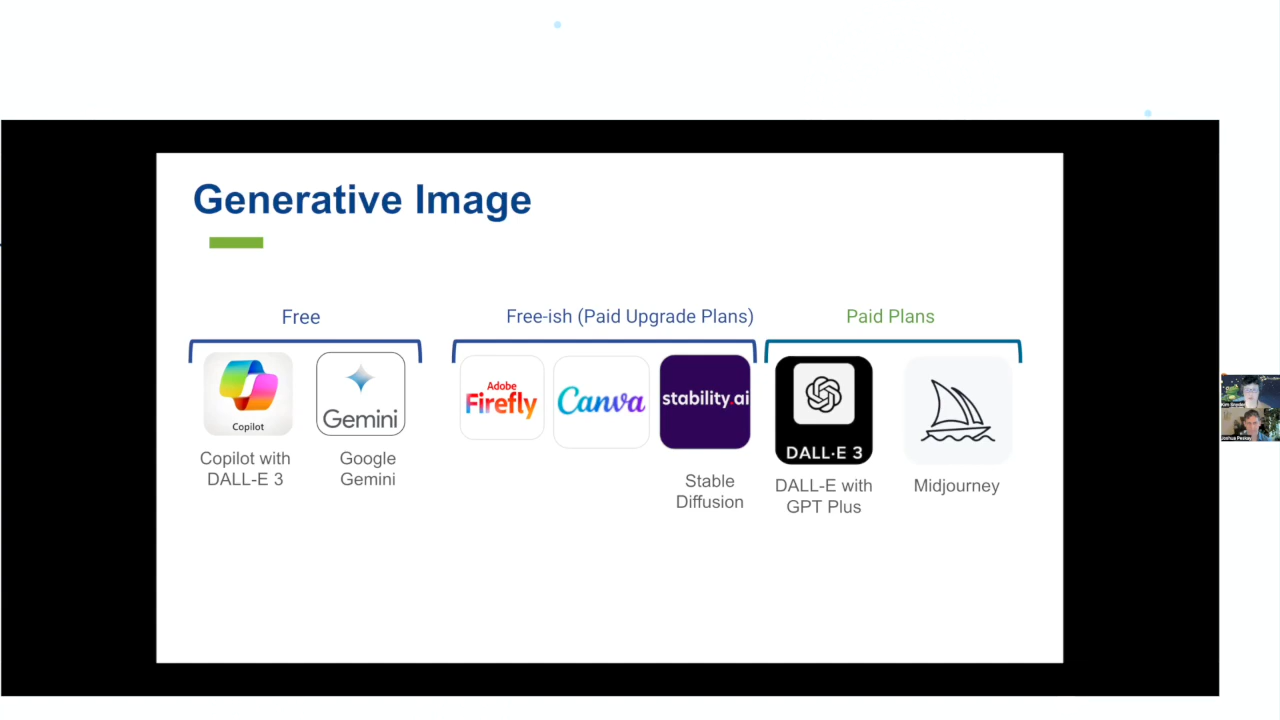 Generative Image
Free
Free-ish (Paid Upgrade Plans)
Paid Plans
Copilot
Gemini
Adobe
Firefly
Canva
stability.ai
DALL·E 3
Copilot with
DALL-E 3
Google
Gemini
Stable
Diffusion
DALL-E with
GPT Plus
Midjourney